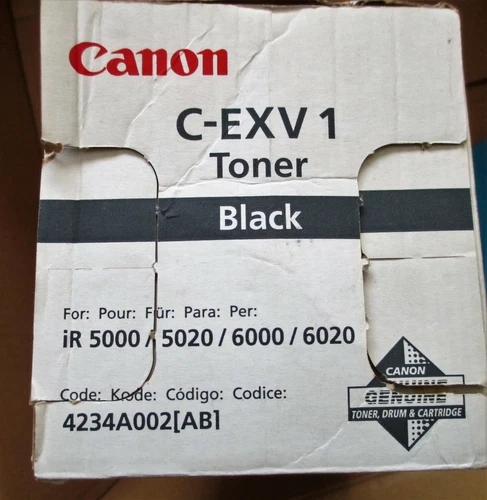 Canon
C-EXV 1
Toner
Black
For: Pour: Für: Para: Per:
iR 5000 / 5020 / 6000 / 6020
Code: Kode: Código: Codice:
4234A002[AB]
CANON
GENUINE
TONER, DRUM & CARTRIDGE